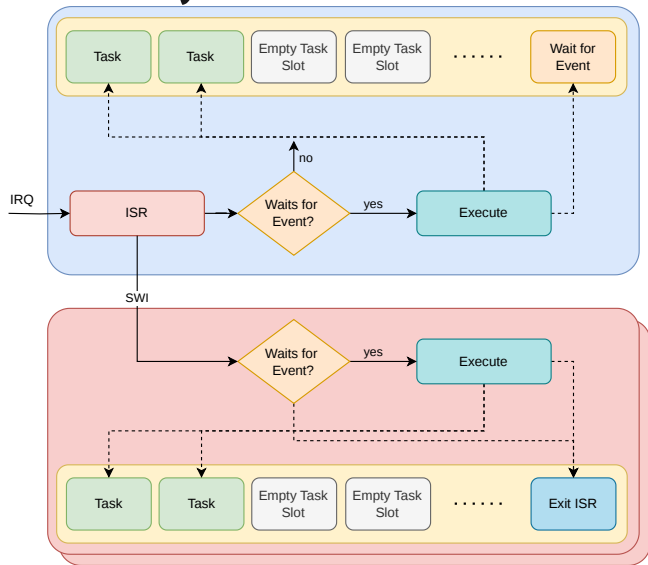 Task
Task
Empty Task
Slot
Empty Task
Slot
......
Wait for
Event
no
IRQ
ISR
Waits for
Event?
yes
Execute
SWI
Waits for
Event?
yes
Execute
Task
Task
Empty Task
Slot
Empty Task
Slot
......
Exit ISR